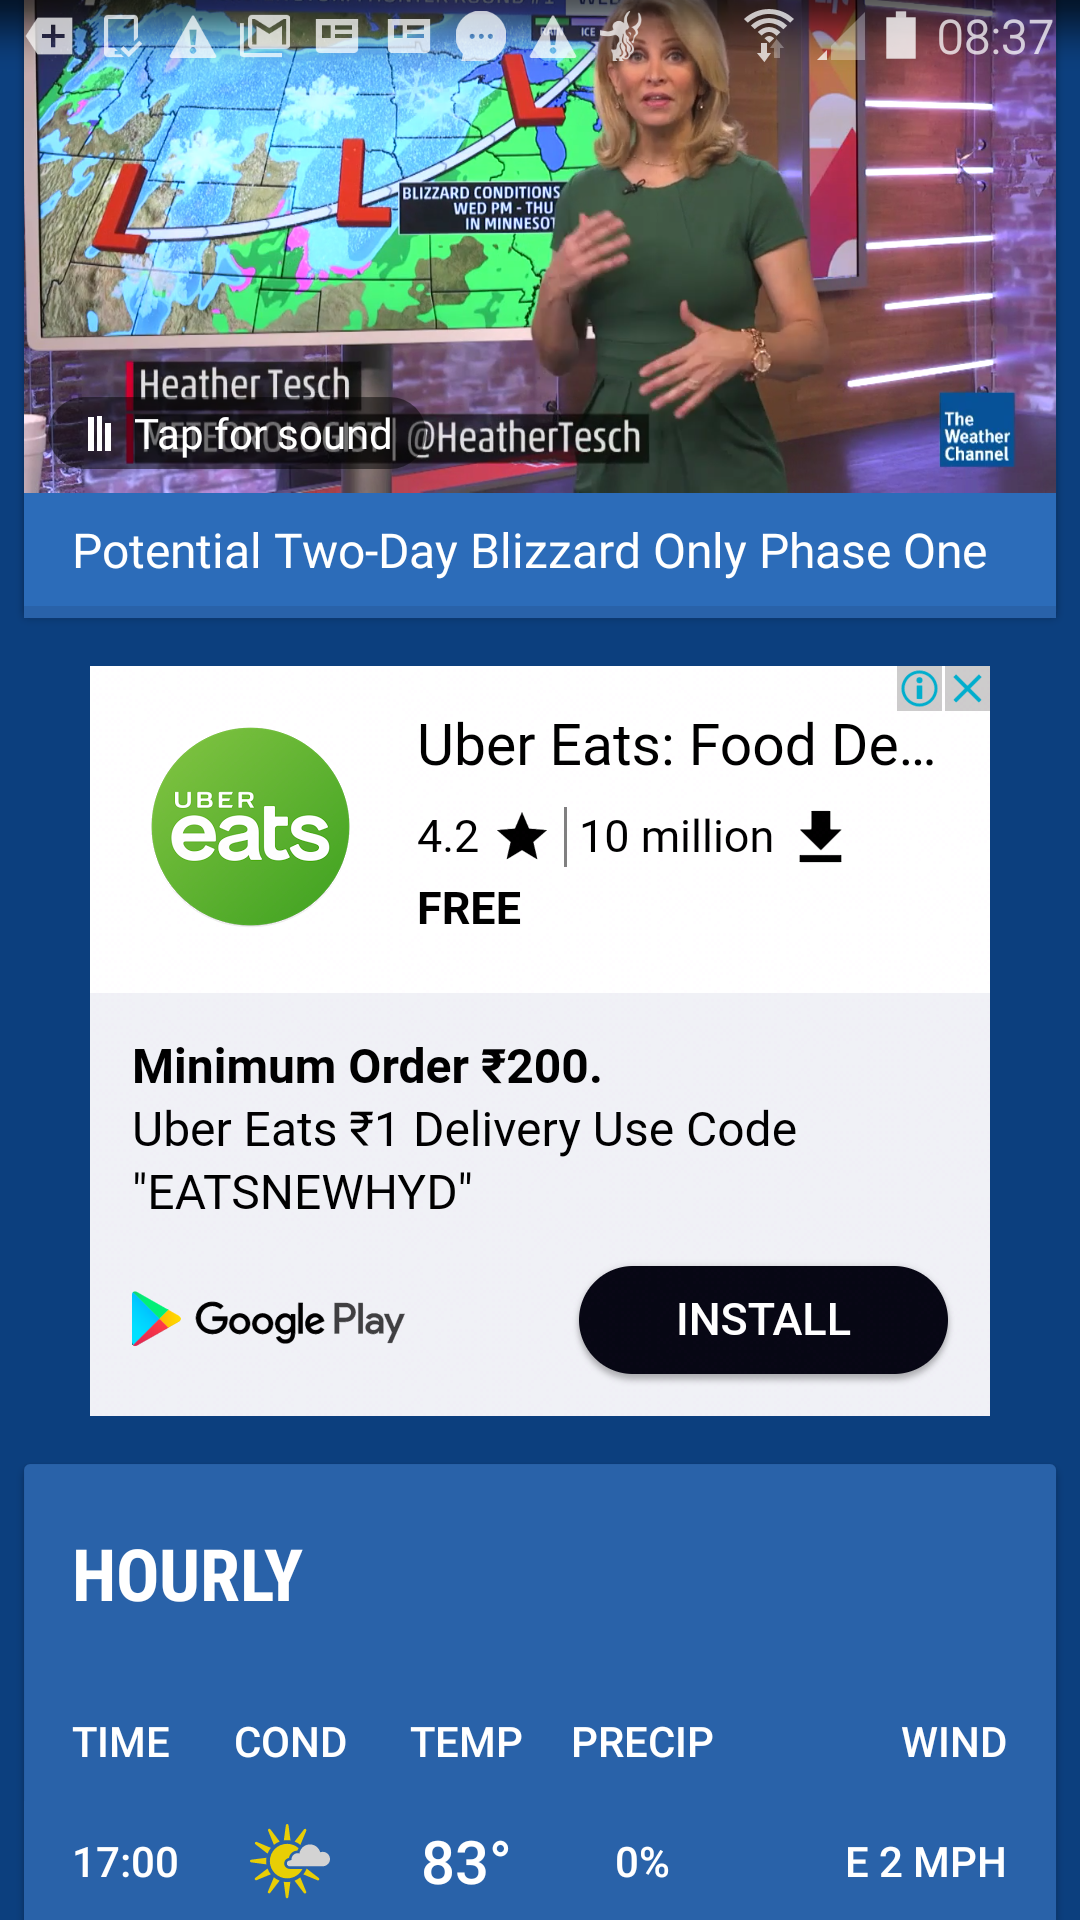 08:37
ICE
BLIZZARD CONDITIONS
WED PM - THU
IN MINNESOT
Heather Tesch
Tap for sound
METEOROLOGIST | @HeatherTesch
The
Weather
Channel
Potential Two-Day Blizzard Only Phase One
Uber Eats: Food De...
UBER
eats
4.2
10 million
FREE
Minimum Order ₹200.
Uber Eats ₹1 Delivery Use Code
"EATSNEWHYD"
Google Play
INSTALL
HOURLY
TIME COND TEMP PRECIP WIND
17:00 83° 0% E 2 MPH